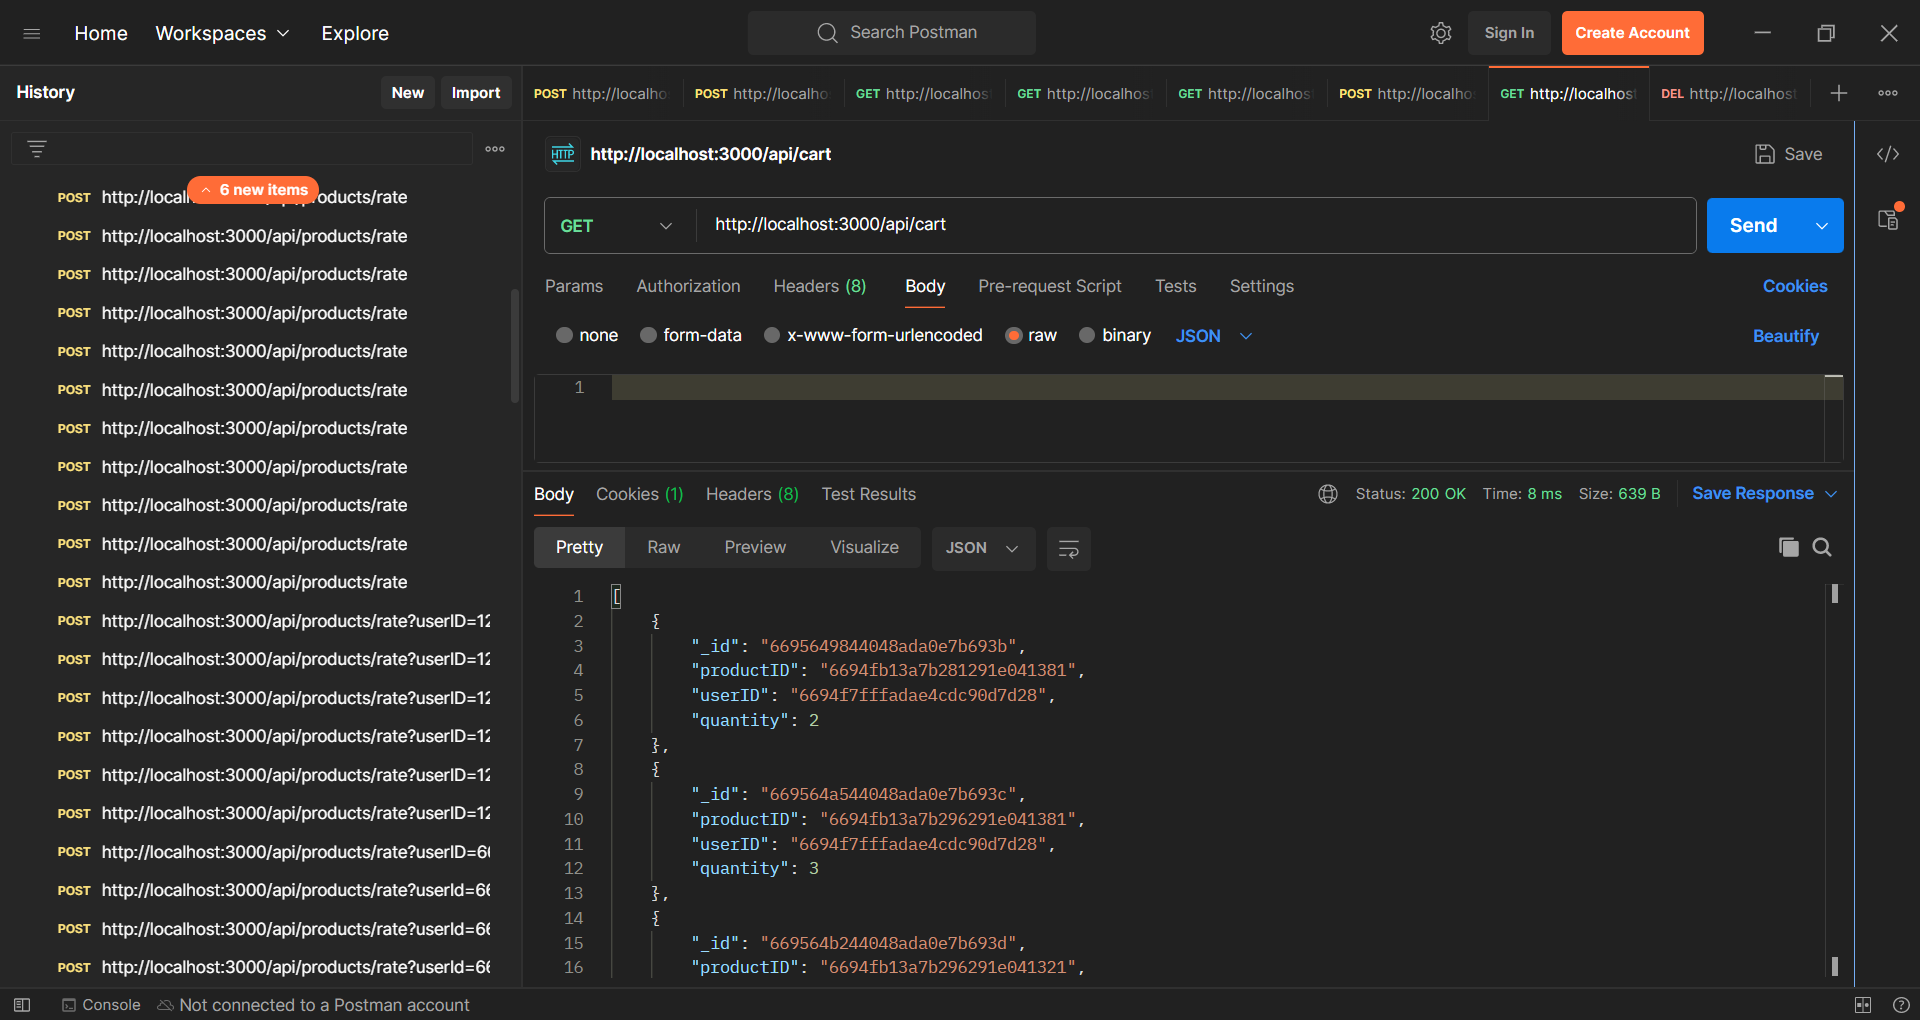 Home Workspaces Explore
Search Postman
Sign In Create Account
History New Import
POST http://localho POST http://localho GET http://localhos GET http://localhos GET http://localhos POST http://localho GET http://localhos DEL http://localhost
6 new items
POST http://local products/rate
POST http://localhost:3000/api/products/rate
POST http://localhost:3000/api/products/rate
POST http://localhost:3000/api/products/rate
POST http://localhost:3000/api/products/rate
POST http://localhost:3000/api/products/rate
POST http://localhost:3000/api/products/rate
POST http://localhost:3000/api/products/rate
POST http://localhost:3000/api/products/rate
POST http://localhost:3000/api/products/rate
POST http://localhost:3000/api/products/rate
POST http://localhost:3000/api/products/rate?userID=12
POST http://localhost:3000/api/products/rate?userID=12
POST http://localhost:3000/api/products/rate?userID=12
POST http://localhost:3000/api/products/rate?userID=12
POST http://localhost:3000/api/products/rate?userID=12
POST http://localhost:3000/api/products/rate?userID=12
POST http://localhost:3000/api/products/rate?userID=66
POST http://localhost:3000/api/products/rate?userId=66
POST http://localhost:3000/api/products/rate?userId=66
POST http://localhost:3000/api/products/rate?userId=66
HTTP http://localhost:3000/api/cart
Save
GET http://localhost:3000/api/cart Send
Params Authorization Headers (8) Body Pre-request Script Tests Settings Cookies
none form-data x-www-form-urlencoded raw binary JSON Beautify
1
Body Cookies (1) Headers (8) Test Results Status: 200 OK Time: 8 ms Size: 639 B Save Response
Pretty Raw Preview Visualize JSON
1 [
2 {
3 "_id": "6695649844048ada0e7b693b",
4 "productID": "6694fb13a7b281291e041381",
5 "userID": "6694f7fffadae4cdc90d7d28",
6 "quantity": 2
7 },
8 {
9 "_id": "669564a544048ada0e7b693c",
10 "productID": "6694fb13a7b296291e041381",
11 "userID": "6694f7fffadae4cdc90d7d28",
12 "quantity": 3
13 },
14 {
15 "_id": "669564b244048ada0e7b693d",
16 "productID": "6694fb13a7b296291e041321",
Console Not connected to a Postman account